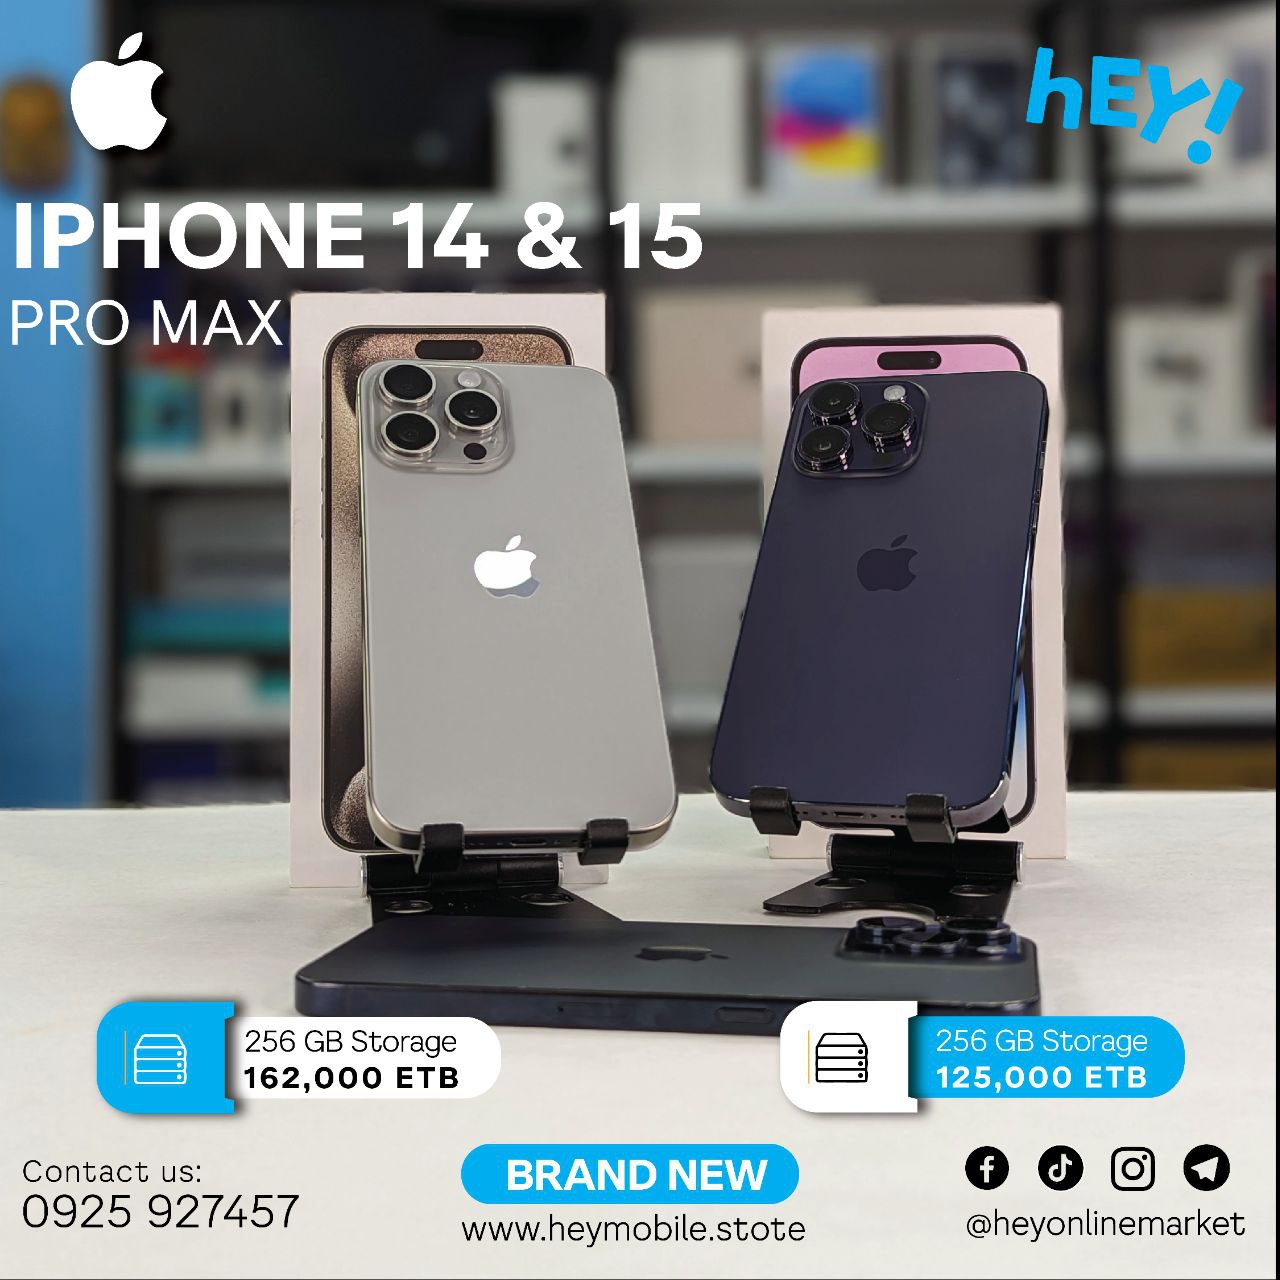 hEY!
IPHONE 14 & 15
PRO MAX
256 GB Storage
162,000 ETB
256 GB Storage
125,000 ETB
Contact us:
0925 927457
BRAND NEW
www.heymobile.stote
@heyonlinemarket